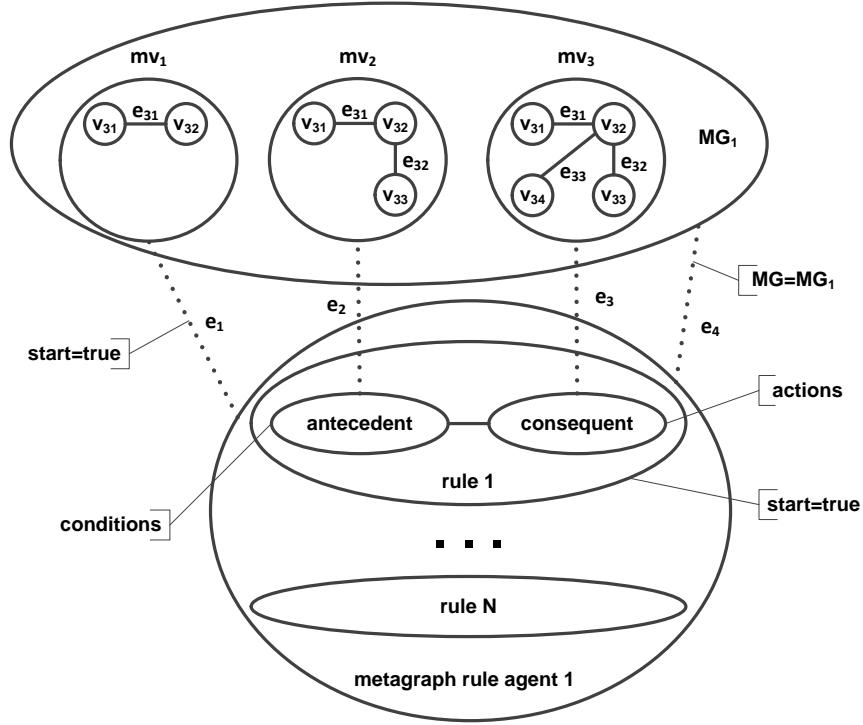 mv₁ mv₂ mv₃
v₃₁ e₃₁ v₃₂ v₃₁ e₃₁ v₃₂ v₃₁ e₃₁ v₃₂
MG₁
e₃₂ e₃₃ e₃₂
v₃₃ v₃₄ v₃₃
MG=MG₁
e₁ e₂ e₃ e₄
start=true
actions
antecedent consequent
rule 1
start=true
conditions
. . .
rule N
metagraph rule agent 1